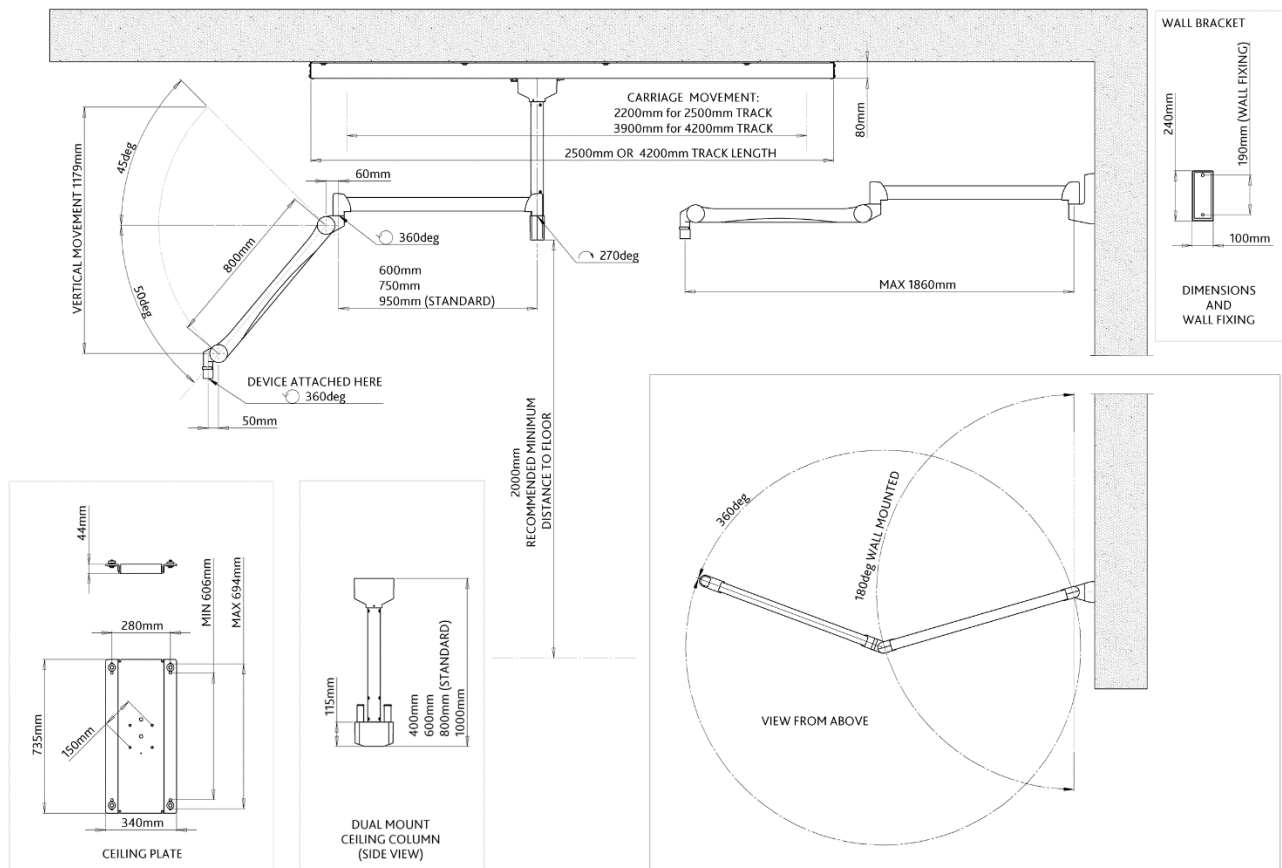 WALL BRACKET
240mm
190mm (WALL FIXING)
100mm
DIMENSIONS
AND
WALL FIXING
CARRIAGE MOVEMENT:
2200mm for 2500mm TRACK
3900mm for 4200mm TRACK
2500mm OR 4200mm TRACK LENGTH
80mm
45deg
VERTICAL MOVEMENT 1179mm
50deg
60mm
800mm
360deg
270deg
600mm
750mm
950mm (STANDARD)
MAX 1860mm
DEVICE ATTACHED HERE
360deg
50mm
2000mm
RECOMMENDED MINIMUM
DISTANCE TO FLOOR
44mm
280mm
MIN 606mm
MAX 694mm
735mm
150mm
340mm
CEILING PLATE
115mm
400mm
600mm
800mm (STANDARD)
1000mm
DUAL MOUNT
CEILING COLUMN
(SIDE VIEW)
360deg
180deg WALL MOUNTED
VIEW FROM ABOVE